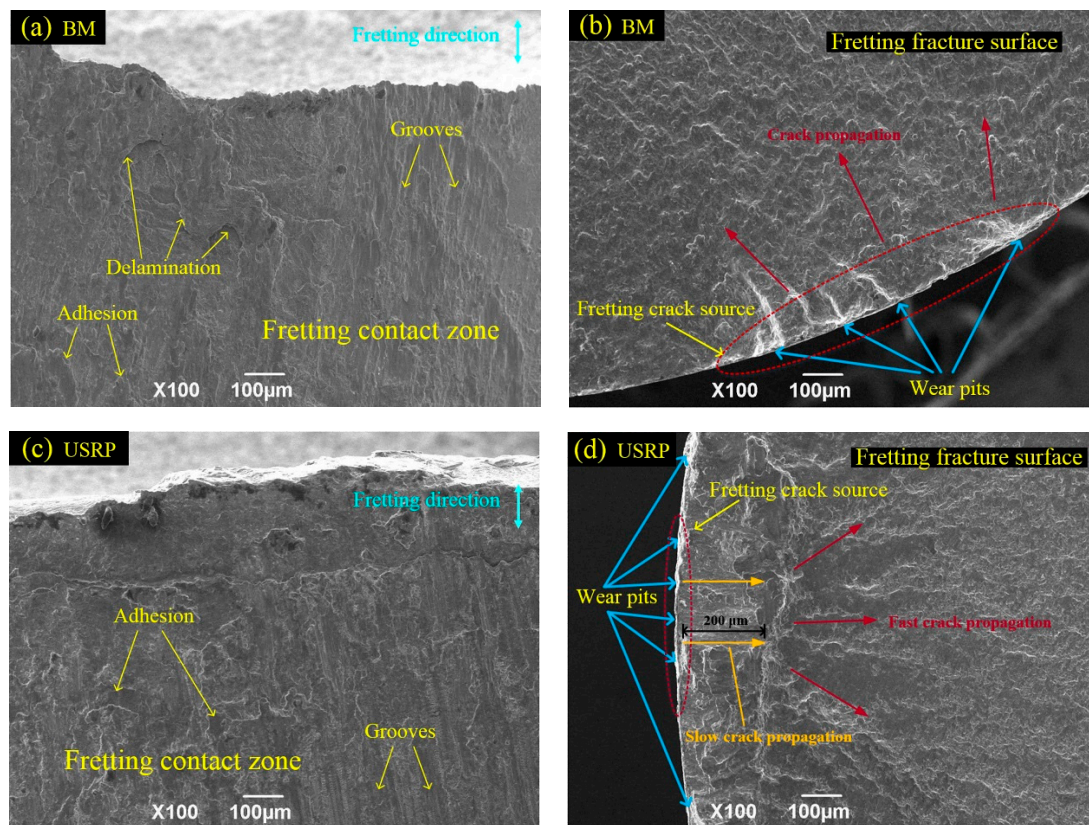 (a) BM
Fretting direction
Grooves
Delamination
Adhesion
Fretting contact zone
X100 100μm
(b) BM
Fretting fracture surface
Crack propagation
Fretting crack source
Wear pits
X100 100μm
(c) USRP
Fretting direction
Adhesion
Grooves
Fretting contact zone
X100 100μm
(d) USRP
Fretting fracture surface
Fretting crack source
Wear pits
200 μm
Fast crack propagation
Slow crack propagation
X100 100μm